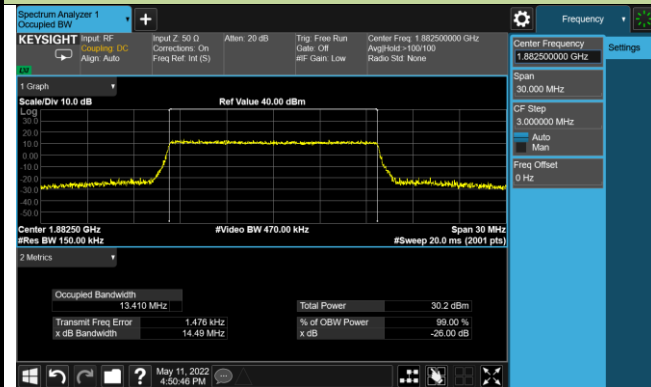 Spectrum Analyzer 1
Occupied BW
Frequency
KEYSIGHT
Input: RF
Coupling: DC
Align: Auto
Input Z: 50 Ω
Corrections: On
Freq Ref: Int (S)
Atten: 20 dB
Trig: Free Run
Gate: Off
#IF Gain: Low
Center Freq: 1.882500000 GHz
Avg|Hold:>100/100
Radio Std: None
Center Frequency
1.882500000 GHz
Settings
Span
30.000 MHz
CF Step
3.000000 MHz
Auto
Man
Freq Offset
0 Hz
1 Graph
Scale/Div 10.0 dB
Ref Value 40.00 dBm
Log
30.0
20.0
10.0
0.00
-10.0
-20.0
-30.0
-40.0
-50.0
Center 1.88250 GHz
#Video BW 470.00 kHz
Span 30 MHz
#Res BW 150.00 kHz
#Sweep 20.0 ms (2001 pts)
2 Metrics
Occupied Bandwidth
13.410 MHz
Total Power 30.2 dBm
Transmit Freq Error 1.476 kHz
% of OBW Power 99.00 %
x dB Bandwidth 14.49 MHz
x dB -26.00 dB
?
May 11, 2022
4:50:46 PM